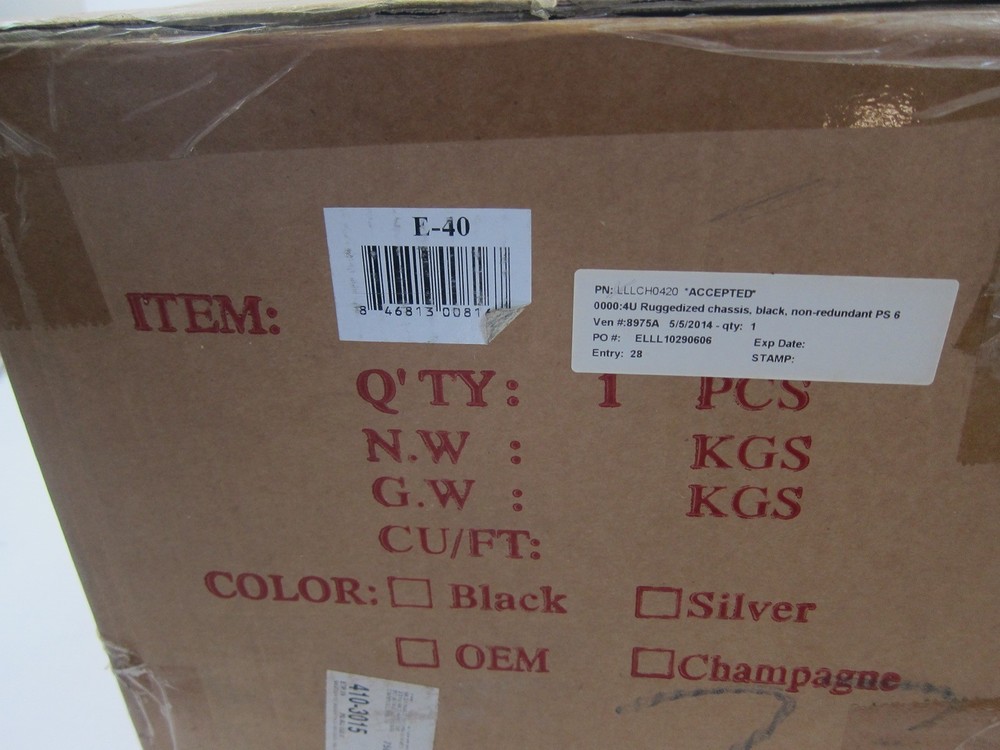 E-40
8 46813 00814
ITEM:
PN: LLLCH0420 *ACCEPTED*
0000:4U Ruggedized chassis, black, non-redundant PS 6
Ven #:8975A 5/5/2014 - qty: 1
PO #: ELLL10290606 Exp Date:
Entry: 28 STAMP:
Q'TY: 1 PCS
N.W : KGS
G.W : KGS
CU/FT:
COLOR: Black Silver
OEM Champagne
410-3015